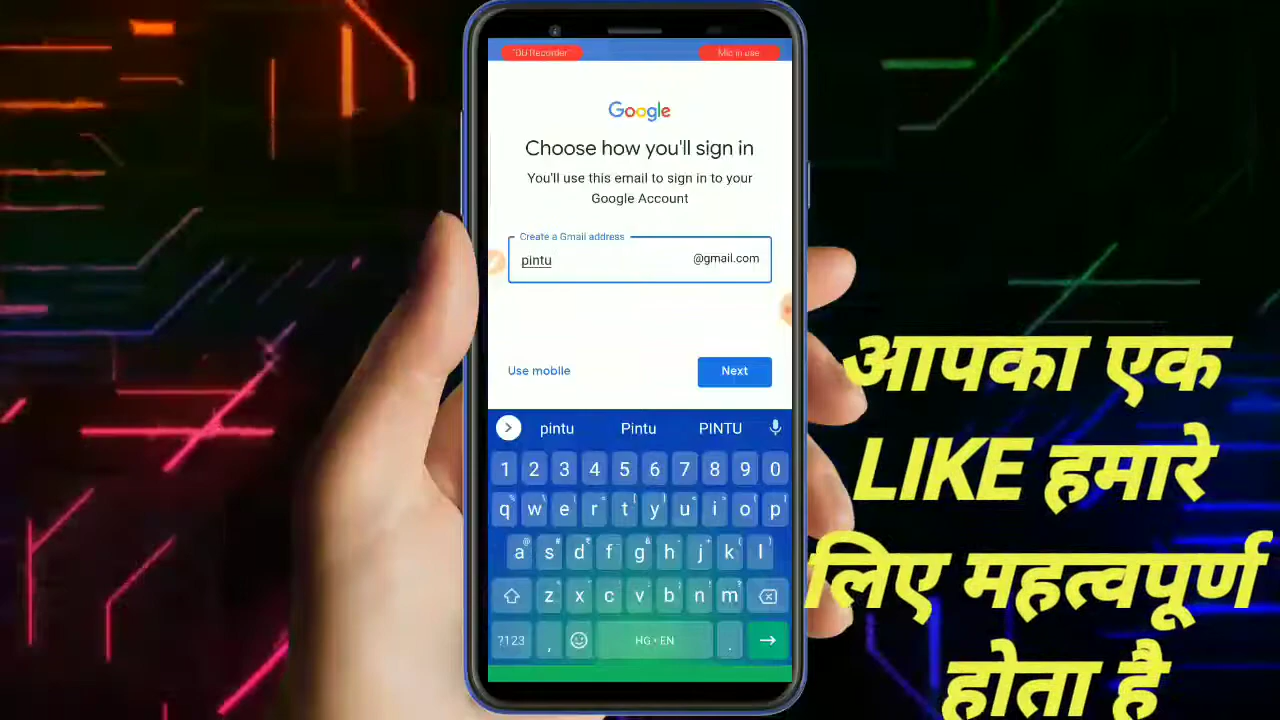 "DU Recorder"
Mic in use
Google
Choose how you'll sign in
You'll use this email to sign in to your
Google Account
Create a Gmail address
pintu
@gmail.com
Use mobile
Next
pintu Pintu PINTU
1 2 3 4 5 6 7 8 9 0
q w e r t y u i o p
a s d f g h j k l
z x c v b n m
?123 , HG • EN .
आपका एक
LIKE हमारे
लिए महत्वपूर्ण
होता है